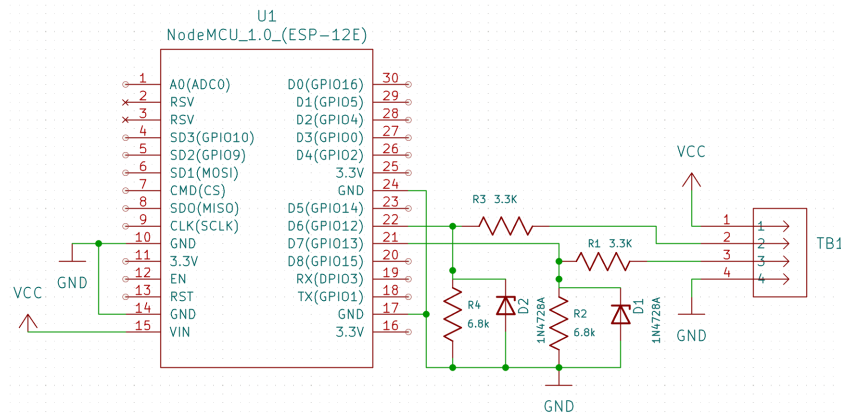 U1
NodeMCU_1.0_(ESP-12E)
1 A0(ADC0) D0(GPIO16) 30
2 RSV D1(GPIO5) 29
3 RSV D2(GPIO4) 28
4 SD3(GPIO10) D3(GPIO0) 27
5 SD2(GPIO9) D4(GPIO2) 26
6 SD1(MOSI) 3.3V 25
7 CMD(CS) GND 24
8 SDO(MISO) D5(GPIO14) 23
9 CLK(SCLK) D6(GPIO12) 22
10 GND D7(GPIO13) 21
11 3.3V D8(GPIO15) 20
12 EN RX(DPIO3) 19
13 RST TX(GPIO1) 18
14 GND GND 17
15 VIN 3.3V 16
GND
VCC
R3 3.3K
R1 3.3K
R4
6.8k
D2
1N4728A
R2
6.8k
D1
1N4728A
GND
VCC
1 1
2 2
3 3
4 4
TB1
GND